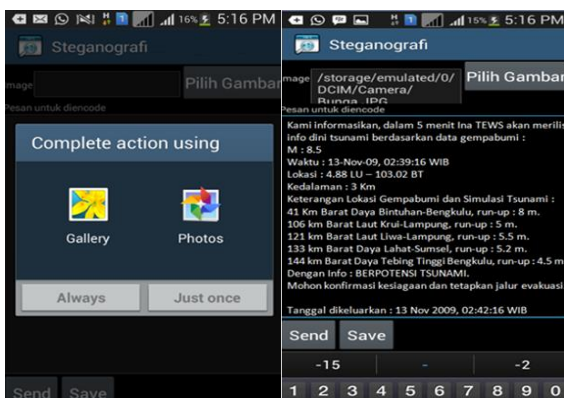 16% 5:16 PM
Steganografi
mage
Pilih Gambar
Pesan untuk diencode
Complete action using
Gallery
Photos
Always
Just once
Send
Save
15% 5:16 PM
Steganografi
mage
/storage/emulated/0/
DCIM/Camera/
Bunga.JPG
Pilih Gambar
Pesan untuk diencode
Kami informasikan, dalam 5 menit Ina TEWS akan merilis
info dini tsunami berdasarkan data gempabumi :
M : 8.5
Waktu : 13-Nov-09, 02:39:16 WIB
Lokasi : 4.88 LU – 103.02 BT
Kedalaman : 3 Km
Keterangan Lokasi Gempabumi dan Simulasi Tsunami :
41 Km Barat Daya Bintuhan-Bengkulu, run-up : 8 m.
106 km Barat Laut Krui-Lampung, run-up : 5 m.
121 km Barat Laut Liwa-Lampung, run-up : 5.5 m.
133 km Barat Daya Lahat-Sumsel, run-up : 5.2 m.
144 km Barat Daya Tebing Tinggi Bengkulu, run-up : 4.5 m
Dengan Info : BERPOTENSI TSUNAMI.
Mohon konfirmasi kesiagaan dan tetapkan jalur evakuasi
Tanggal dikeluarkan : 13 Nov 2009, 02:42:16 WIB
Send Save
-15 - -2
1 2 3 4 5 6 7 8 9 0